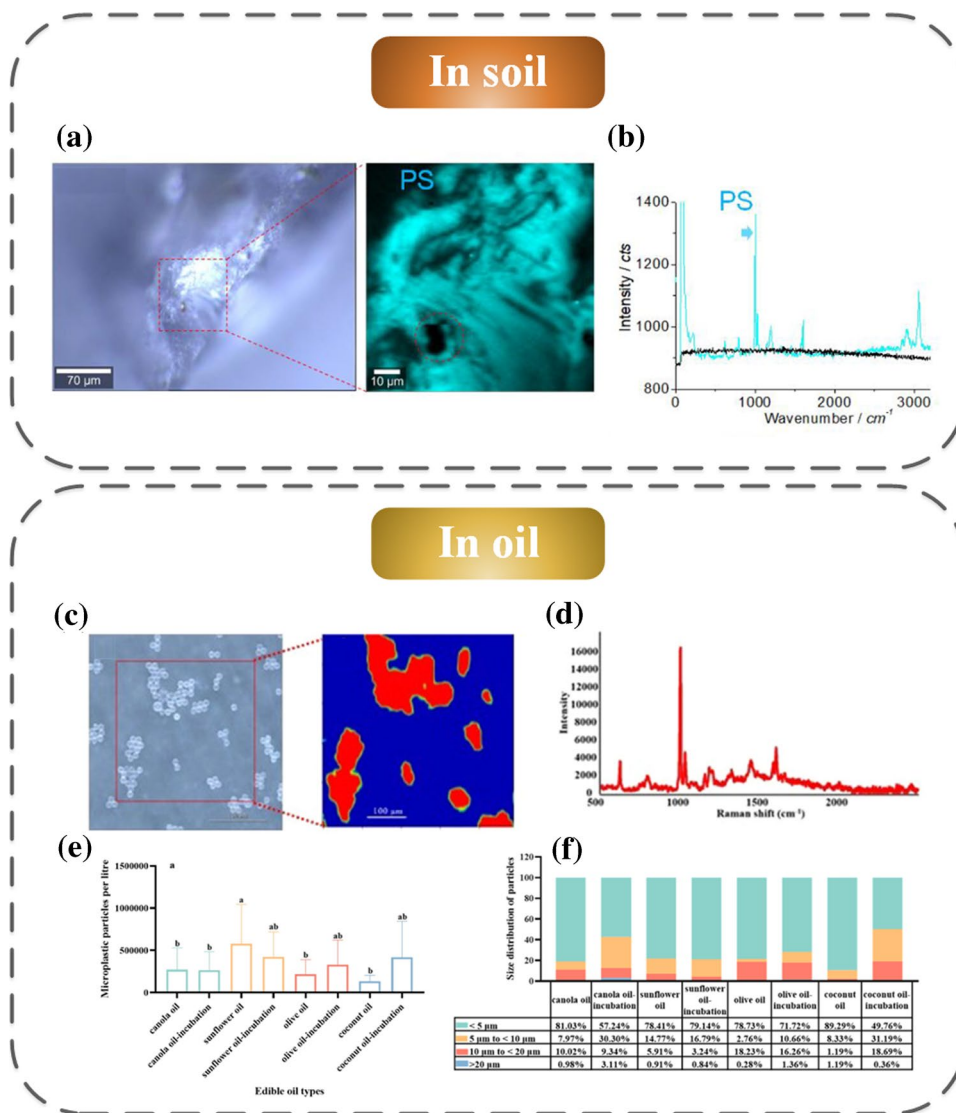 In soil
(a)
(b)
PS
70 µm
10 µm
PS
1400
1200
1000
800
Intensity / cts
0
1000
2000
3000
Wavenumber / cm⁻¹
In oil
(c)
(d)
100 µm
16000
14000
12000
10000
8000
6000
4000
2000
0
Intensity
500
1000
1500
2000
Raman shift (cm⁻¹)
(e)
Microplastic particles per litre
1500000
1000000
500000
0
a
b
b
a
ab
b
ab
b
ab
canola oil
canola oil-incubation
sunflower oil
sunflower oil-incubation
olive oil
olive oil-incubation
coconut oil
coconut oil-incubation
Edible oil types
(f)
Size distribution of particles
120
100
80
60
40
20
0
canola oil
canola oil-incubation
sunflower oil
sunflower oil-incubation
olive oil
olive oil-incubation
coconut oil
coconut oil-incubation
< 5 µm 81.03% 57.24% 78.41% 79.14% 78.73% 71.72% 89.29% 49.76%
5 µm to < 10 µm 7.97% 30.30% 14.77% 16.79% 2.76% 10.66% 8.33% 31.19%
10 µm to < 20 µm 10.02% 9.34% 5.91% 3.24% 18.23% 16.26% 1.19% 18.69%
>20 µm 0.98% 3.11% 0.91% 0.84% 0.28% 1.36% 1.19% 0.36%